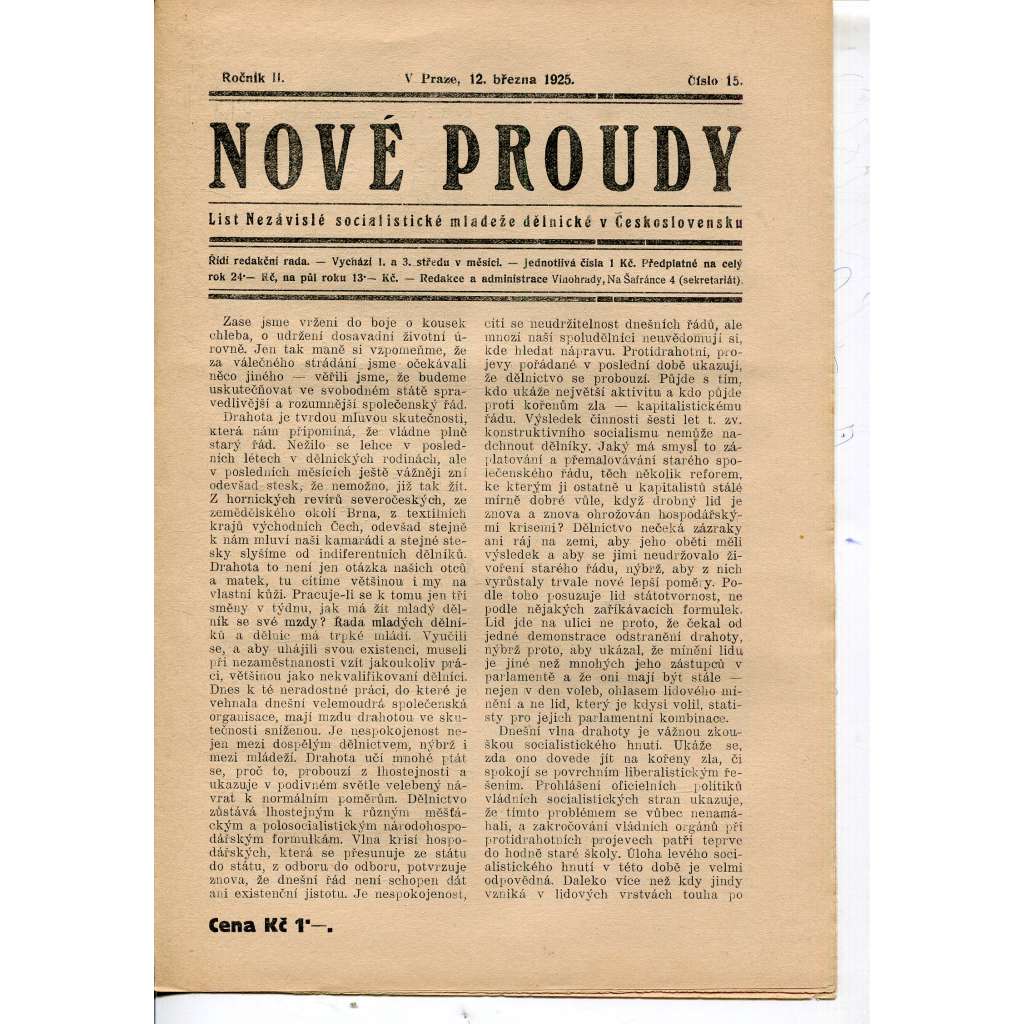 Ročník II. V Praze, 12. března 1925. Číslo 15.
NOVÉ PROUDY
List Nezávislé socialistické mladeže dělnické v Československu
Řídí redakční rada. — Vychází 1. a 3. středu v měsíci. — Jednotlivá čísla 1 Kč. Předplatné na celý
rok 24·— Kč, na půl roku 13·— Kč. — Redakce a administrace Vinohrady, Na Šafránce 4 (sekretariát).
Zase jsme vrženi do boje o kousek
chleba, o udržení dosavadní životní ú-
rovně. Jen tak maně si vzpomeňme, že
za válečného strádání jsme očekávali
něco jiného — věřili jsme, že budeme
uskutečňovat ve svobodném státě spra-
vedlivější a rozumnější společenský řád.
Drahota je tvrdou mluvou skutečnosti,
která nám připomíná, že vládne plně
starý řád. Nežilo se lehce v posled-
ních létech v dělnických rodinách, ale
v posledních měsících ještě vážněji zní
odevšad stesk, že nemožno, již tak žít.
Z hornických revírů severočeských, ze
zemědělského okolí Brna, z textilních
krajů východních Čech, odevšad stejně
k nám mluví naši kamarádi a stejné ste-
sky slyšíme od indiferentních dělníků.
Drahota to není jen otázka našich otců
a matek, tu cítíme většinou i my na
vlastní kůži. Pracuje-li se k tomu jen tři
směny v týdnu, jak má žít mladý děl-
ník se své mzdy? Řada mladých dělní-
ků a dělnic má trpké mládí. Vyučili
se, a aby uhájili svou existenci, museli
při nezaměstnanosti vzít jakoukoliv prá-
ci, většinou jako nekvalifikovaní dělníci.
Dnes k té neradostné práci, do které je
vehnala dnešní velemoudrá společenská
organisace, mají mzdu drahotou ve sku-
tečnosti sníženou. Je nespokojenost ne-
jen mezi dospělým dělnictvem, nýbrž i
mezi mládeží. Drahota učí mnohé ptát
se, proč to, probouzí z lhostejnosti a
ukazuje v podivném světle velebený ná-
vrat k normálním poměrům. Dělnictvo
zůstává lhostejným k různým měšťá-
ckým a polosocialistickým národohospo-
dářským formulkám. Vlna krisí hospo-
dářských, která se přesunuje ze státu
do státu, z odboru do odboru, potvrzuje
znova, že dnešní řád není schopen dát
ani existenční jistotu. Je nespokojenost,
cítí se neudržitelnost dnešních řádů, ale
mnozí naši spoludělníci neuvědomují si,
kde hledat nápravu. Protidrahotní, pro-
jevy pořádané v poslední době ukazují,
že dělnictvo se probouzí. Půjde s tím,
kdo ukáže největší aktivitu a kdo půjde
proti kořenům zla — kapitalistickému
řádu. Výsledek činnosti šesti let t. zv.
konstruktivního socialismu nemůže na-
dchnout dělníky. Jaký má smysl to zá-
platování a přemalovávání starého spo-
lečenského řádu, těch několik reforem,
ke kterým ji ostatně u kapitalistů stálé
mírně dobré vůle, když drobný lid je
znova a znova ohrožován hospodářský-
mi krisemi? Dělnictvo nečeká zázraky
ani ráj na zemi, aby jeho oběti měli
výsledek a aby se jimi neudržovalo ži-
voření starého řádu, nýbrž, aby z nich
vyrůstaly trvale nové lepší poměry. Po-
dle toho posuzuje lid státotvornost, ne
podle nějakých zaříkávacích formulek.
Lid jde na ulici ne proto, že čekal od
jedné demonstrace odstranění drahoty,
nýbrž proto, aby ukázal, že mínění lidu
je jiné než mnohých jeho zástupců v
parlamentě a že oni mají být stále —
nejen v den voleb, ohlasem lidového mí-
nění a ne lid, který je kdysi volil, stati-
sty pro jejich parlamentní kombinace.
Dnešní vlna drahoty je vážnou zkou-
škou socialistického hnutí. Ukáže se,
zda ono dovede jít na kořeny zla, či
spokojí se povrchním liberalistickým ře-
šením. Prohlášení oficielních politiků
vládních socialistických stran ukazuje,
že tímto problémem se vůbec nenamá-
hali, a zakročování vládních orgánů při
protidrahotních projevech patří teprve
do hodně staré školy. Úloha levého soci-
alistického hnutí v této době je velmi
odpovědná. Daleko více než kdy jindy
vzniká v lidových vrstvách touha po
Cena Kč 1·—.